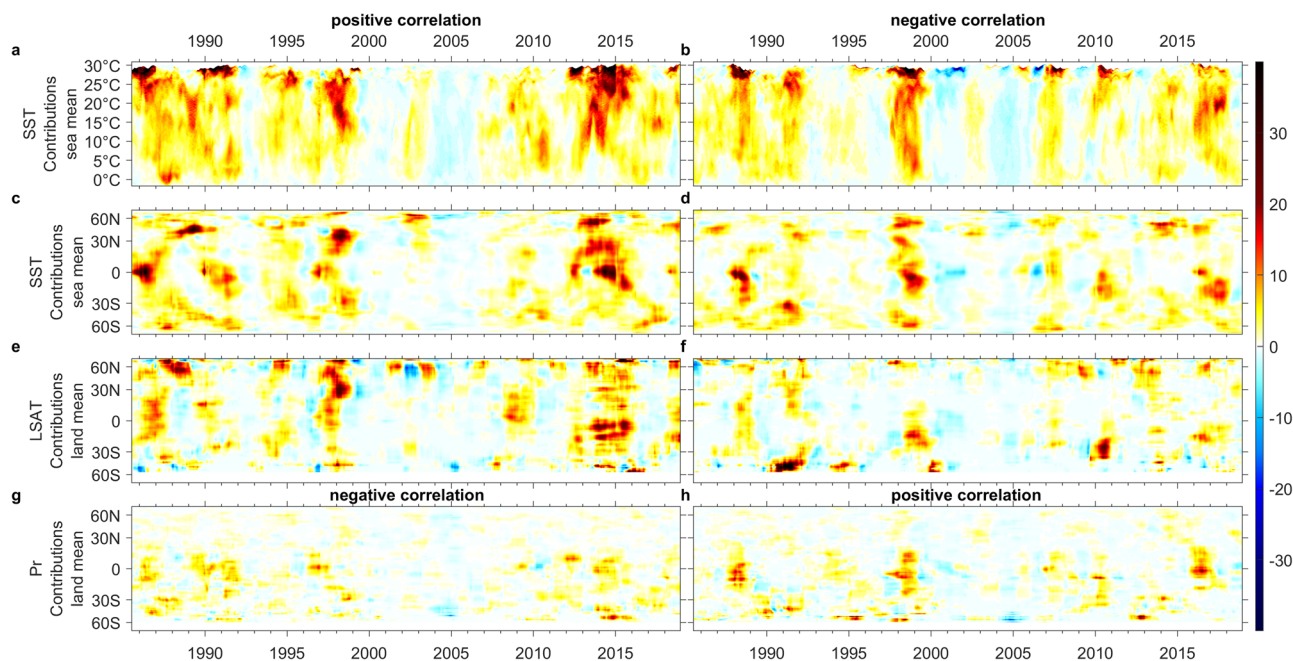 positive correlation
negative correlation
1990 1995 2000 2005 2010 2015
1990 1995 2000 2005 2010 2015
a
b
30°C
20°C
15°C
5°C
0°C
SST
Contributions
sea mean
c
d
60N
30N
0
30S
60S
SST
Contributions
sea mean
e
f
60N
30N
0
30S
60S
LSAT
Contributions
land mean
negative correlation
positive correlation
g
h
60N
30N
0
30S
60S
Pr
Contributions
land mean
1990 1995 2000 2005 2010 2015
1990 1995 2000 2005 2010 2015
30
20
10
0
-10
-20
-30